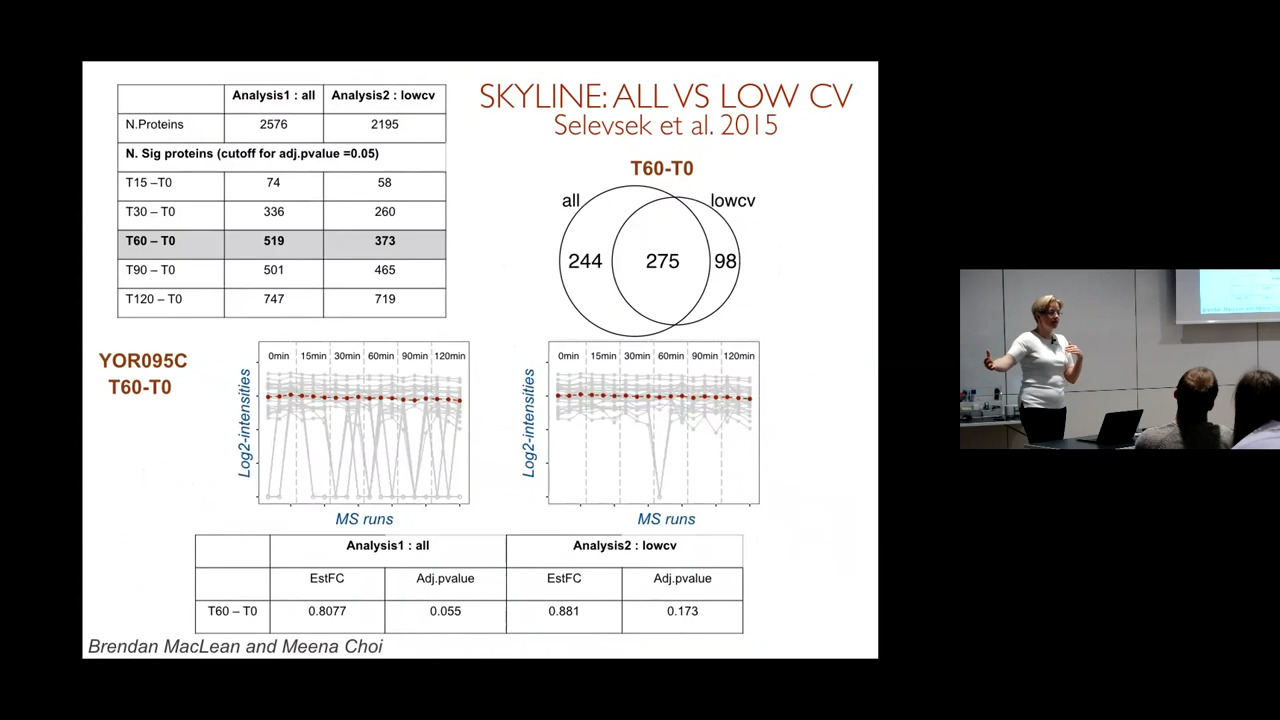 SKYLINE: ALL VS LOW CV
Selevsek et al. 2015
Analysis1 : all Analysis2 : lowcv
N.Proteins 2576 2195
N. Sig proteins (cutoff for adj.pvalue =0.05)
T15 –T0 74 58
T30 – T0 336 260
T60 – T0 519 373
T90 – T0 501 465
T120 – T0 747 719
T60-T0
all lowcv
244 275 98
YOR095C
T60-T0
0min 15min 30min 60min 90min 120min
Log2-intensities
MS runs
0min 15min 30min 60min 90min 120min
Log2-intensities
MS runs
Analysis1 : all Analysis2 : lowcv
EstFC Adj.pvalue EstFC Adj.pvalue
T60 – T0 0.8077 0.055 0.881 0.173
Brendan MacLean and Meena Choi